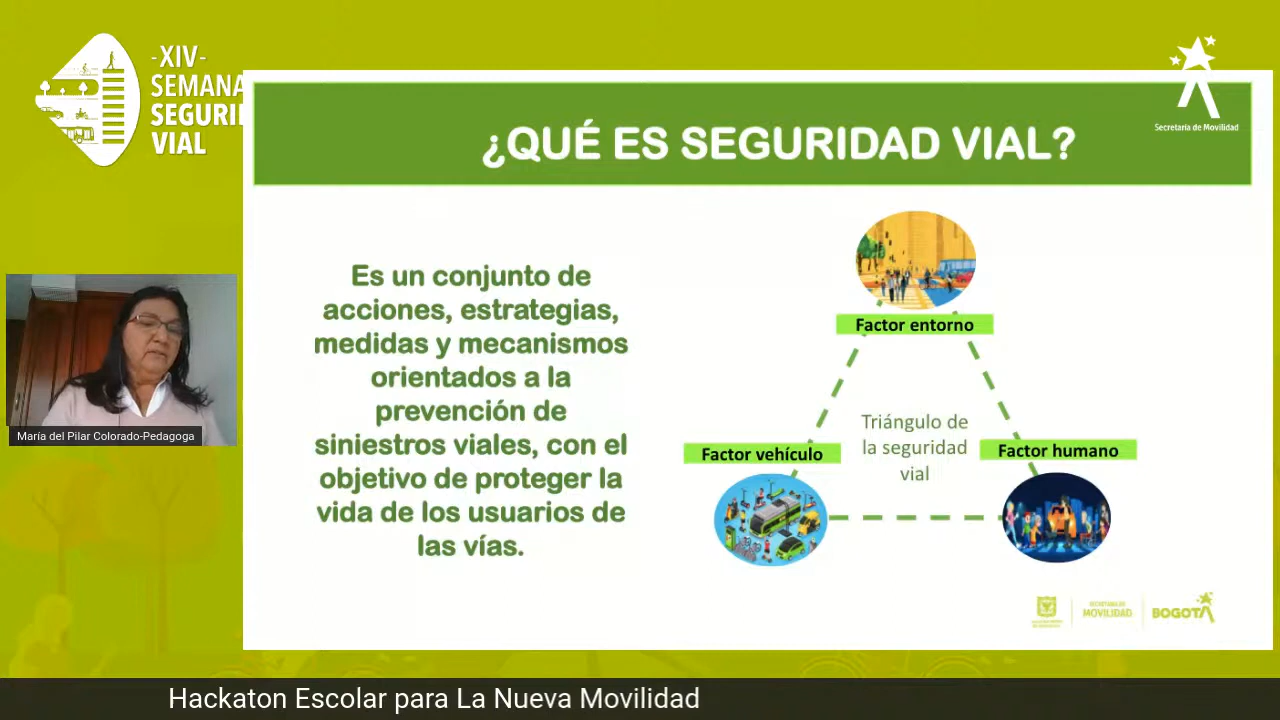 -XIV-
SEMANA
SEGURI
VIAL
Secretaría de Movilidad
¿QUÉ ES SEGURIDAD VIAL?
Es un conjunto de
acciones, estrategias,
medidas y mecanismos
orientados a la
prevención de
siniestros viales, con el
objetivo de proteger la
vida de los usuarios de
las vías.
Factor entorno
Triángulo de
la seguridad
vial
Factor vehículo
Factor humano
María del Pilar Colorado-Pedagoga
SECRETARÍA DE
MOVILIDAD
BOGOTÁ
Hackaton Escolar para La Nueva Movilidad